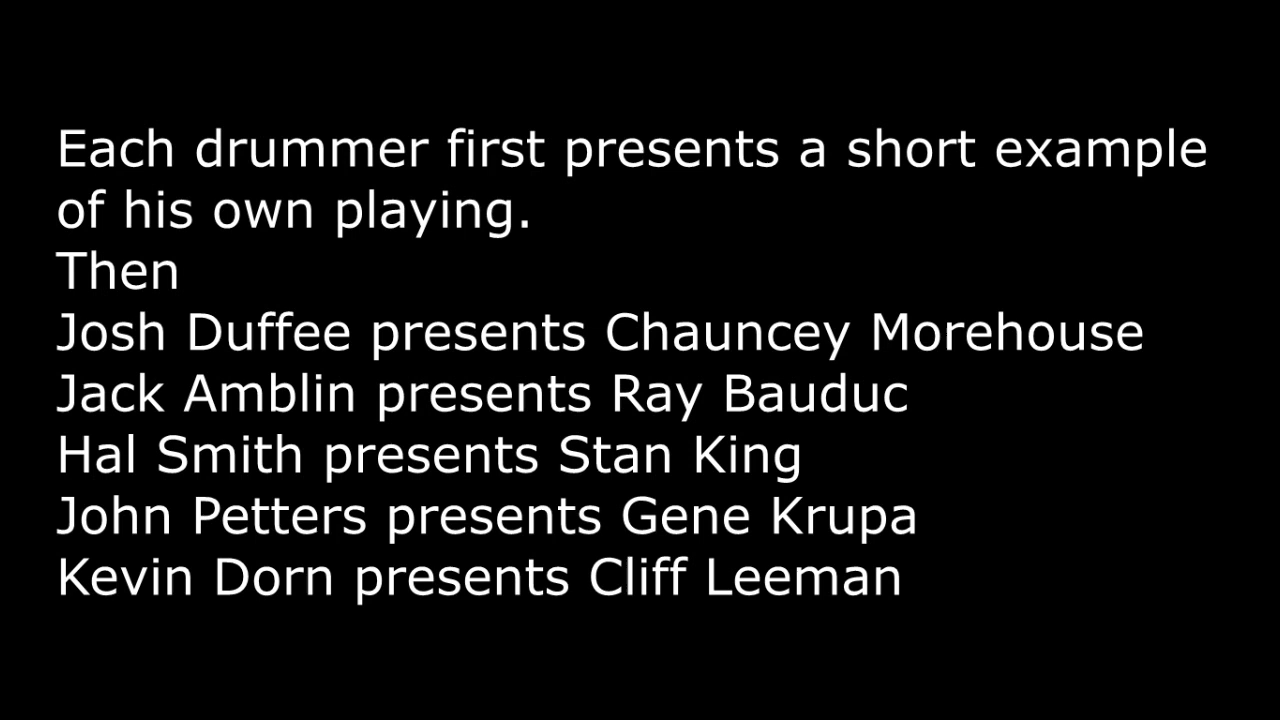 Each drummer first presents a short example
of his own playing.
Then
Josh Duffee presents Chauncey Morehouse
Jack Amblin presents Ray Bauduc
Hal Smith presents Stan King
John Petters presents Gene Krupa
Kevin Dorn presents Cliff Leeman